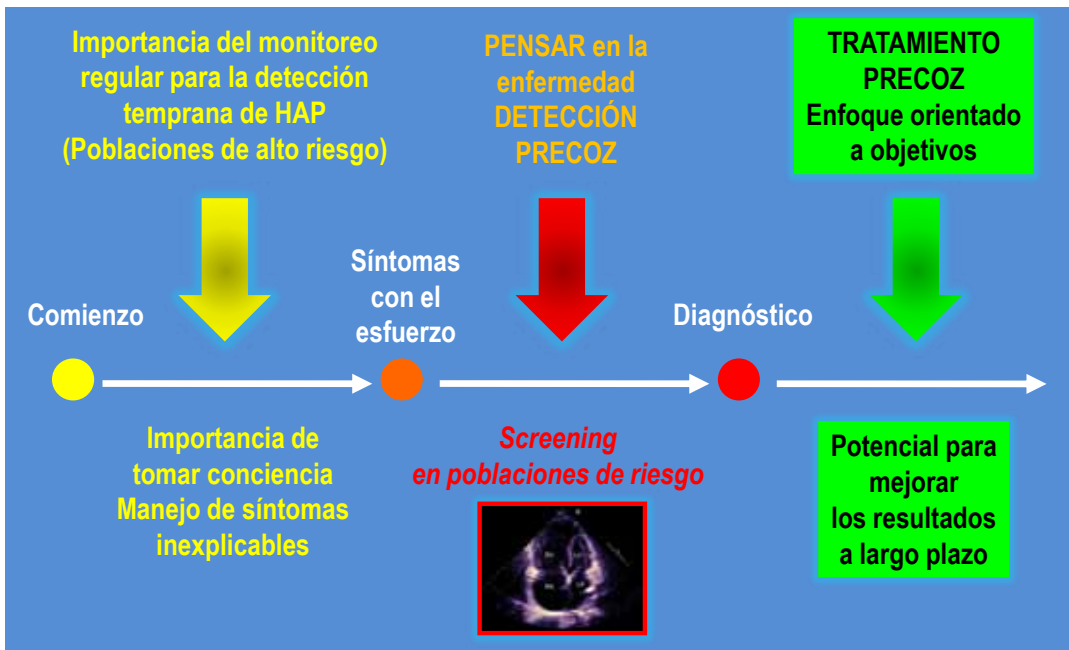 Importancia del monitoreo
regular para la detección
temprana de HAP
(Poblaciones de alto riesgo)
PENSAR en la
enfermedad
DETECCIÓN
PRECOZ
TRATAMIENTO
PRECOZ
Enfoque orientado
a objetivos
Comienzo
Síntomas
con el
esfuerzo
Diagnóstico
Importancia de
tomar conciencia
Manejo de síntomas
inexplicables
Screening
en poblaciones de riesgo
Potencial para
mejorar
los resultados
a largo plazo